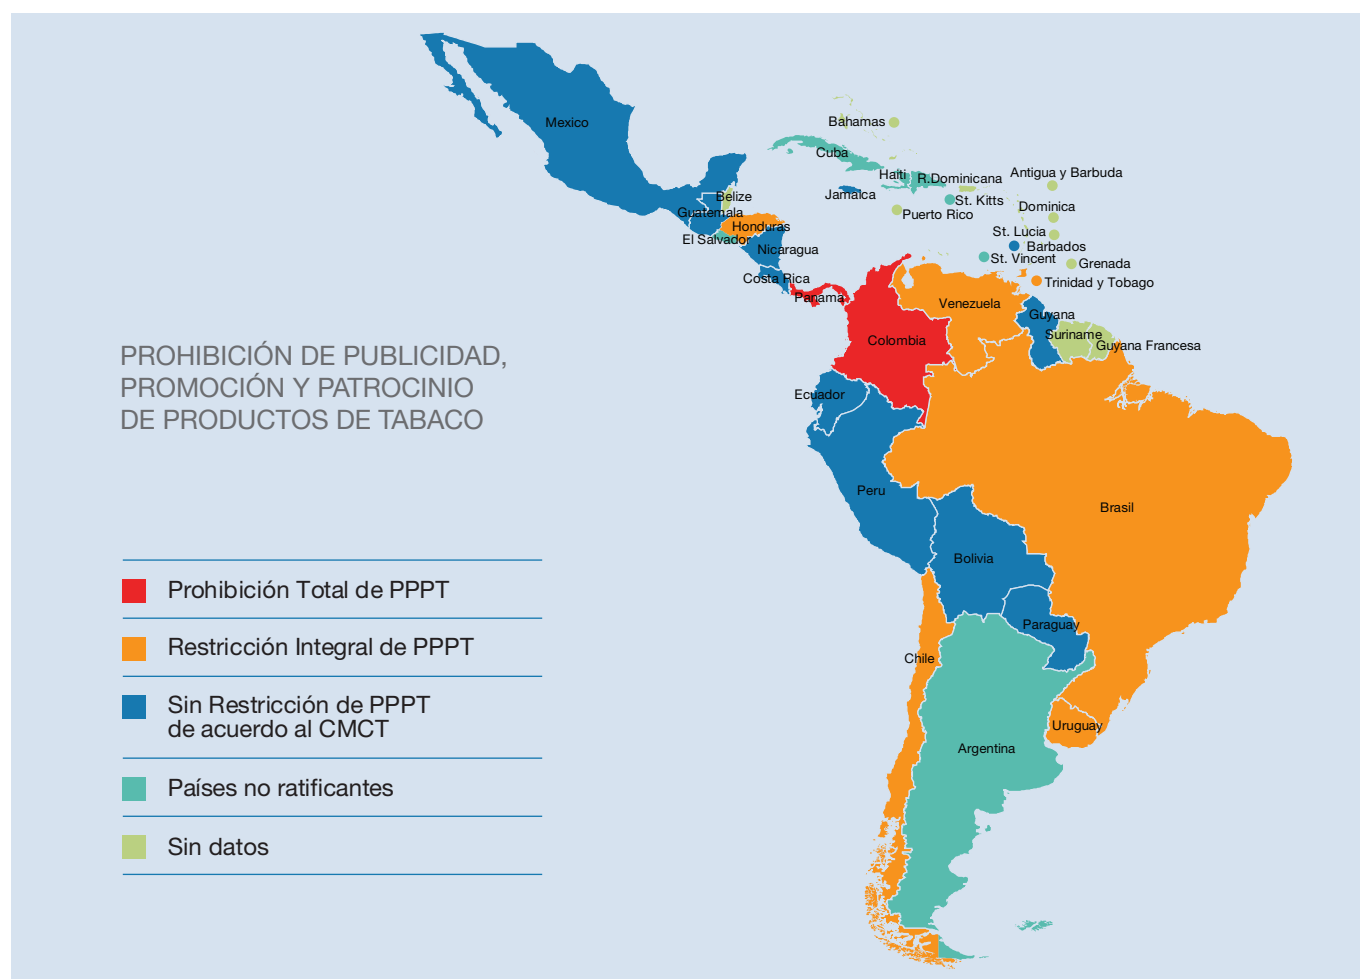 Mexico
Bahamas
Cuba
Haïti
R.Dominicana
Antigua y Barbuda
Jamaica
Belize
St. Kitts
Puerto Rico
Dominica
Guatemala
Honduras
St. Lucia
El Salvador
Nicaragua
Barbados
St. Vincent
Grenada
Costa Rica
Trinidad y Tobago
Panama
Venezuela
Guyana
Colombia
Suriname
Guyana Francesa
PROHIBICIÓN DE PUBLICIDAD,
PROMOCIÓN Y PATROCINIO
DE PRODUCTOS DE TABACO
Ecuador
Peru
Brasil
Bolivia
Paraguay
Chile
Uruguay
Argentina
Prohibición Total de PPPT
Restricción Integral de PPPT
Sin Restricción de PPPT
de acuerdo al CMCT
Países no ratificantes
Sin datos